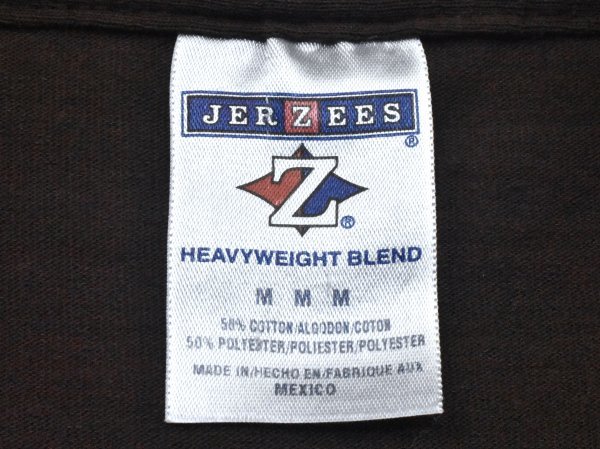 JERZEES
®
Z
®
HEAVYWEIGHT BLEND
M M M
50% COTTON/ALGODON/COTON
50% POLYESTER/POLIESTER/POLYESTER
MADE IN/HECHO EN/FABRIQUE AUX
MEXICO